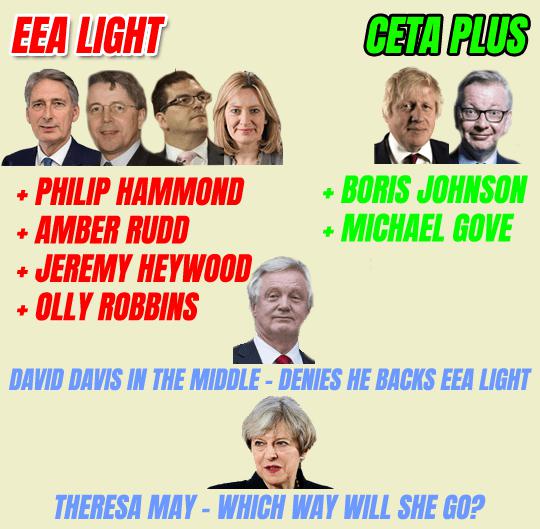 EEA LIGHT
CETA PLUS
+ PHILIP HAMMOND
+ AMBER RUDD
+ JEREMY HEYWOOD
+ OLLY ROBBINS
+ BORIS JOHNSON
+ MICHAEL GOVE
DAVID DAVIS IN THE MIDDLE - DENIES HE BACKS EEA LIGHT
THERESA MAY - WHICH WAY WILL SHE GO?